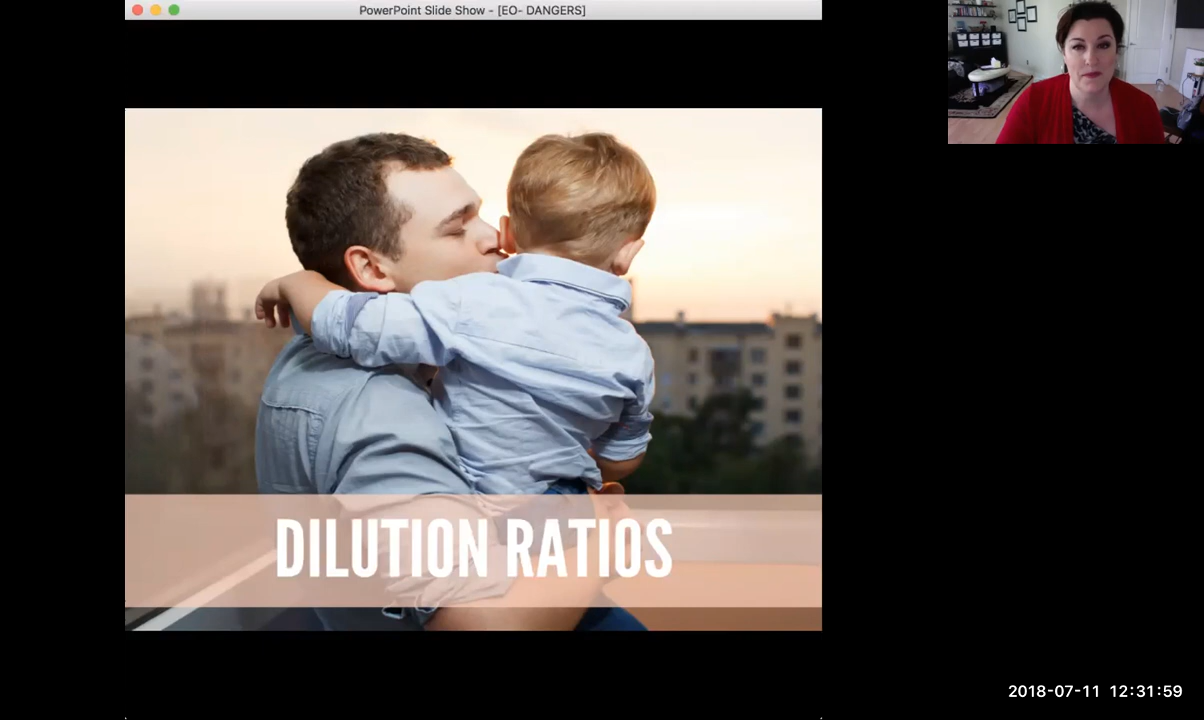 PowerPoint Slide Show - [EO- DANGERS]
DILUTION RATIOS
2018-07-11 12:31:59